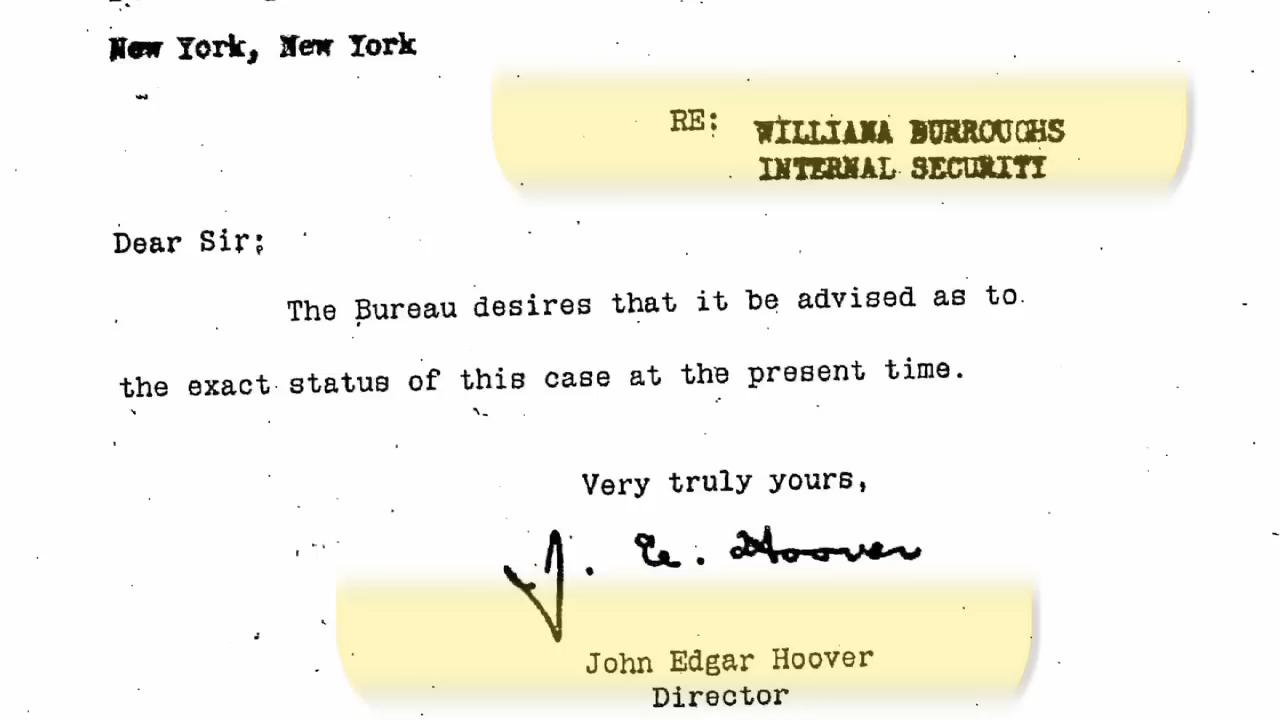 New York, New York
RE: WILLIANA BURROUGHS
INTERNAL SECURITY
Dear Sir:
The Bureau desires that it be advised as to
the exact status of this case at the present time.
Very truly yours,
J. E. Hoover
John Edgar Hoover
Director